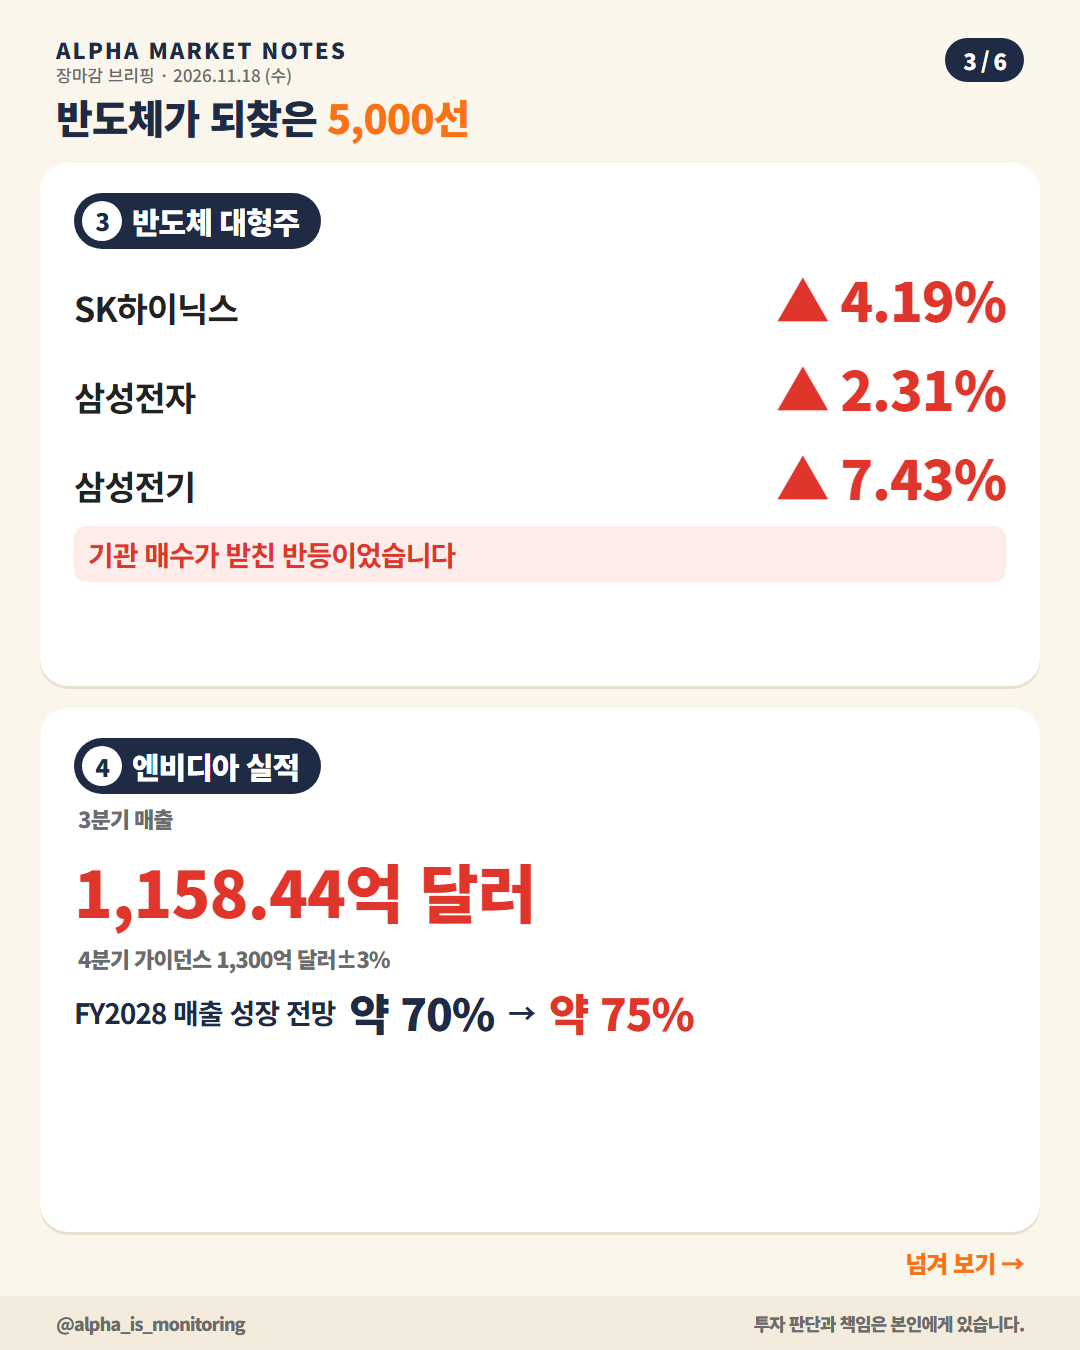 ALPHA MARKET NOTES
장마감 브리핑 · 2026.11.18 (수)
3 / 6
반도체가 되찾은 5,000선
3 반도체 대형주
SK하이닉스 ▲ 4.19%
삼성전자 ▲ 2.31%
삼성전기 ▲ 7.43%
기관 매수가 받친 반등이었습니다
4 엔비디아 실적
3분기 매출
1,158.44억 달러
4분기 가이던스 1,300억 달러±3%
FY2028 매출 성장 전망 약 70% → 약 75%
넘겨 보기 →
@alpha_is_monitoring
투자 판단과 책임은 본인에게 있습니다.